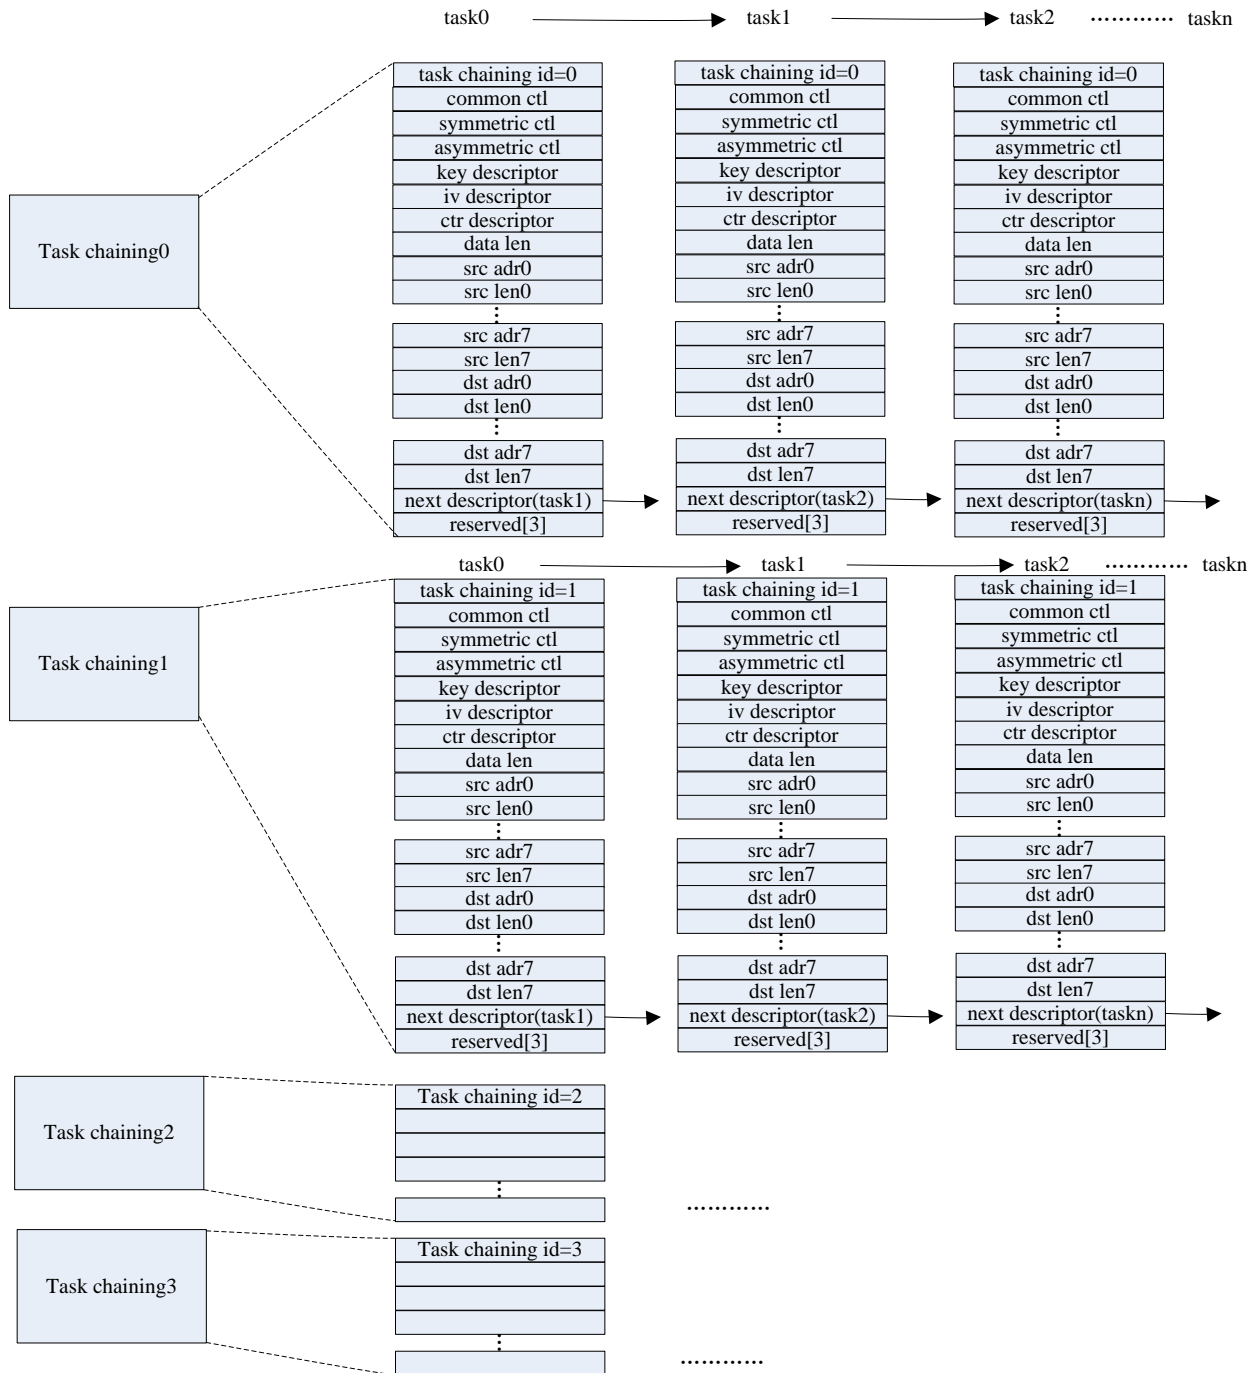 task0 task1 task2 ............ taskn
Task chaining0
task chaining id=0
common ctl
symmetric ctl
asymmetric ctl
key descriptor
iv descriptor
ctr descriptor
data len
src adr0
src len0
src adr7
src len7
dst adr0
dst len0
dst adr7
dst len7
next descriptor(task1)
reserved[3]
task chaining id=0
common ctl
symmetric ctl
asymmetric ctl
key descriptor
iv descriptor
ctr descriptor
data len
src adr0
src len0
src adr7
src len7
dst adr0
dst len0
dst adr7
dst len7
next descriptor(task2)
reserved[3]
task chaining id=0
common ctl
symmetric ctl
asymmetric ctl
key descriptor
iv descriptor
ctr descriptor
data len
src adr0
src len0
src adr7
src len7
dst adr0
dst len0
dst adr7
dst len7
next descriptor(taskn)
reserved[3]
task0 task1 task2 ............ taskn
Task chaining1
task chaining id=1
common ctl
symmetric ctl
asymmetric ctl
key descriptor
iv descriptor
ctr descriptor
data len
src adr0
src len0
src adr7
src len7
dst adr0
dst len0
dst adr7
dst len7
next descriptor(task1)
reserved[3]
task chaining id=1
common ctl
symmetric ctl
asymmetric ctl
key descriptor
iv descriptor
ctr descriptor
data len
src adr0
src len0
src adr7
src len7
dst adr0
dst len0
dst adr7
dst len7
next descriptor(task2)
reserved[3]
task chaining id=1
common ctl
symmetric ctl
asymmetric ctl
key descriptor
iv descriptor
ctr descriptor
data len
src adr0
src len0
src adr7
src len7
dst adr0
dst len0
dst adr7
dst len7
next descriptor(taskn)
reserved[3]
Task chaining2
Task chaining id=2
............
Task chaining3
Task chaining id=3
............